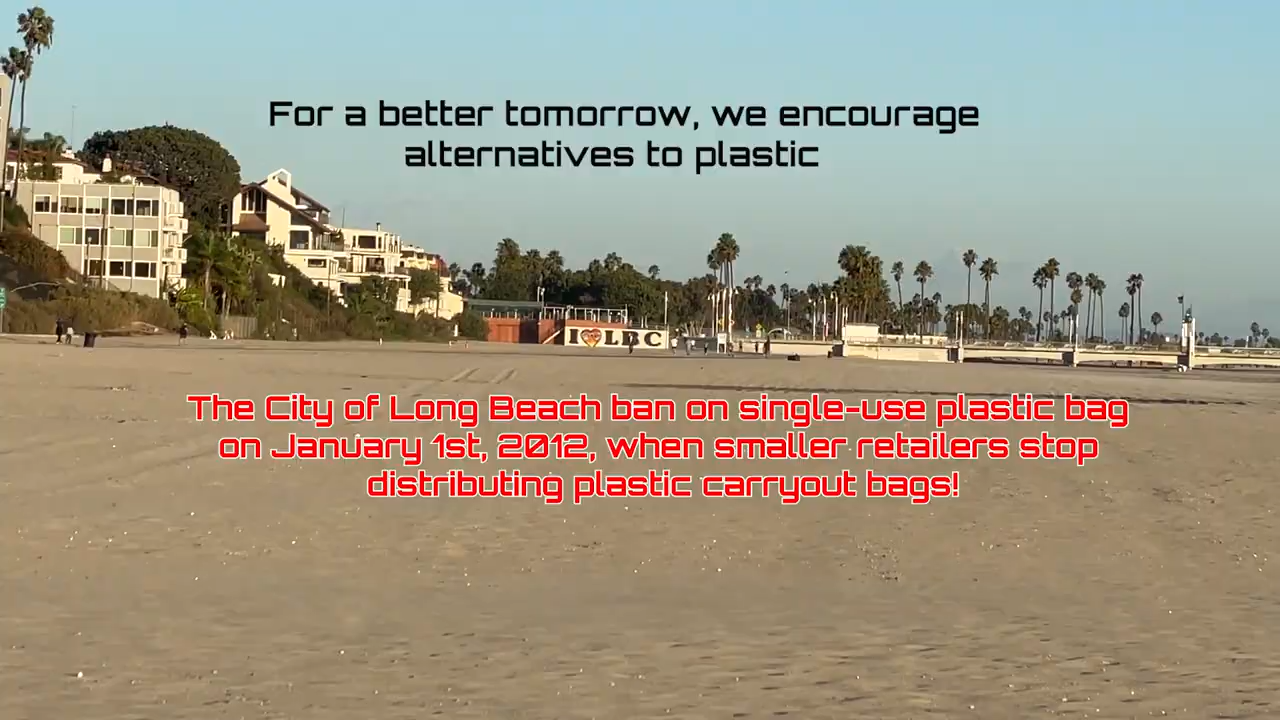 For a better tomorrow, we encourage
alternatives to plastic
I LBC
The City of Long Beach ban on single-use plastic bag
on January 1st, 2012, when smaller retailers stop
distributing plastic carryout bags!